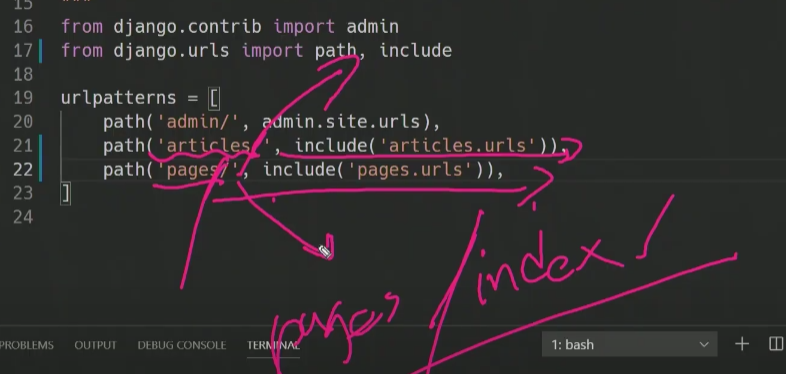 15
16 from django.contrib import admin
17 from django.urls import path, include
18
19 urlpatterns = [
20 path('admin/', admin.site.urls),
21 path('articles/', include('articles.urls')),
22 path('pages/', include('pages.urls')),
23 ]
24
pages / index /
PROBLEMS OUTPUT DEBUG CONSOLE TERMINAL 1: bash